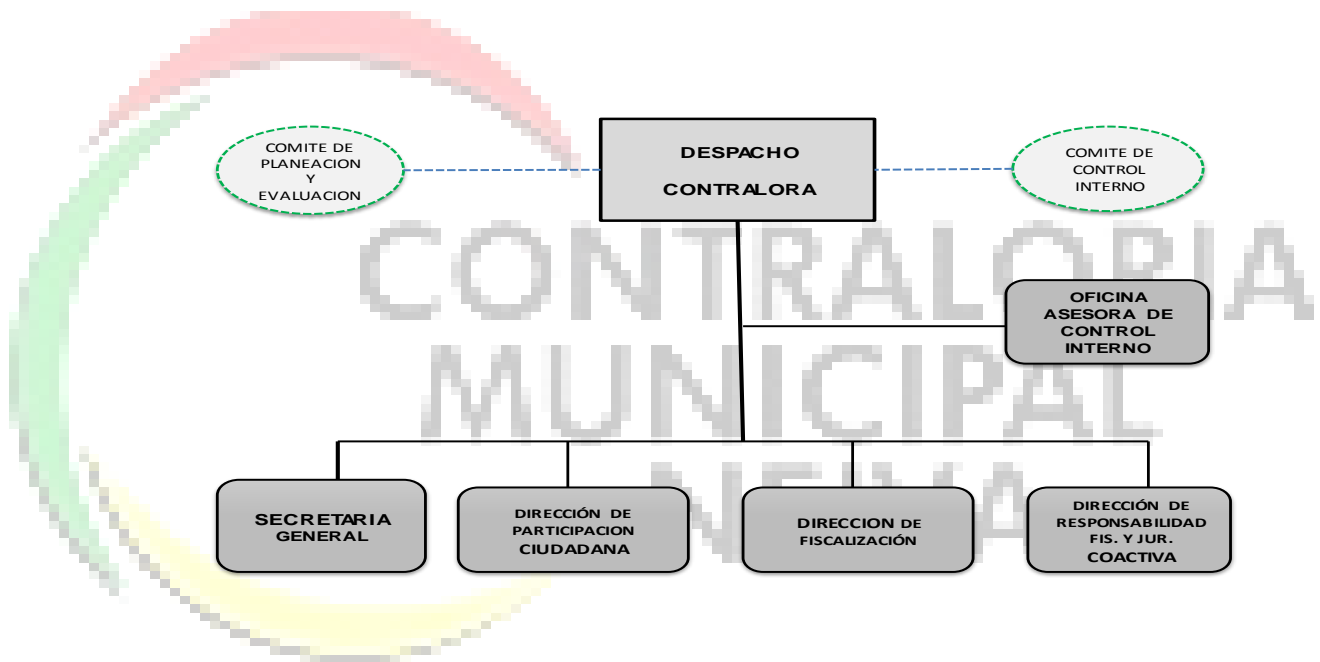 COMITE DE
PLANEACION
Y
EVALUACION
DESPACHO
CONTRALORA
COMITE DE
CONTROL
INTERNO
CONTRALORIA
MUNICIPAL
NEIVA
OFICINA
ASESORA DE
CONTROL
INTERNO
SECRETARIA
GENERAL
DIRECCIÓN DE
PARTICIPACION
CIUDADANA
DIRECCION DE
FISCALIZACIÓN
DIRECCIÓN DE
RESPONSABILIDAD
FIS. Y JUR.
COACTIVA